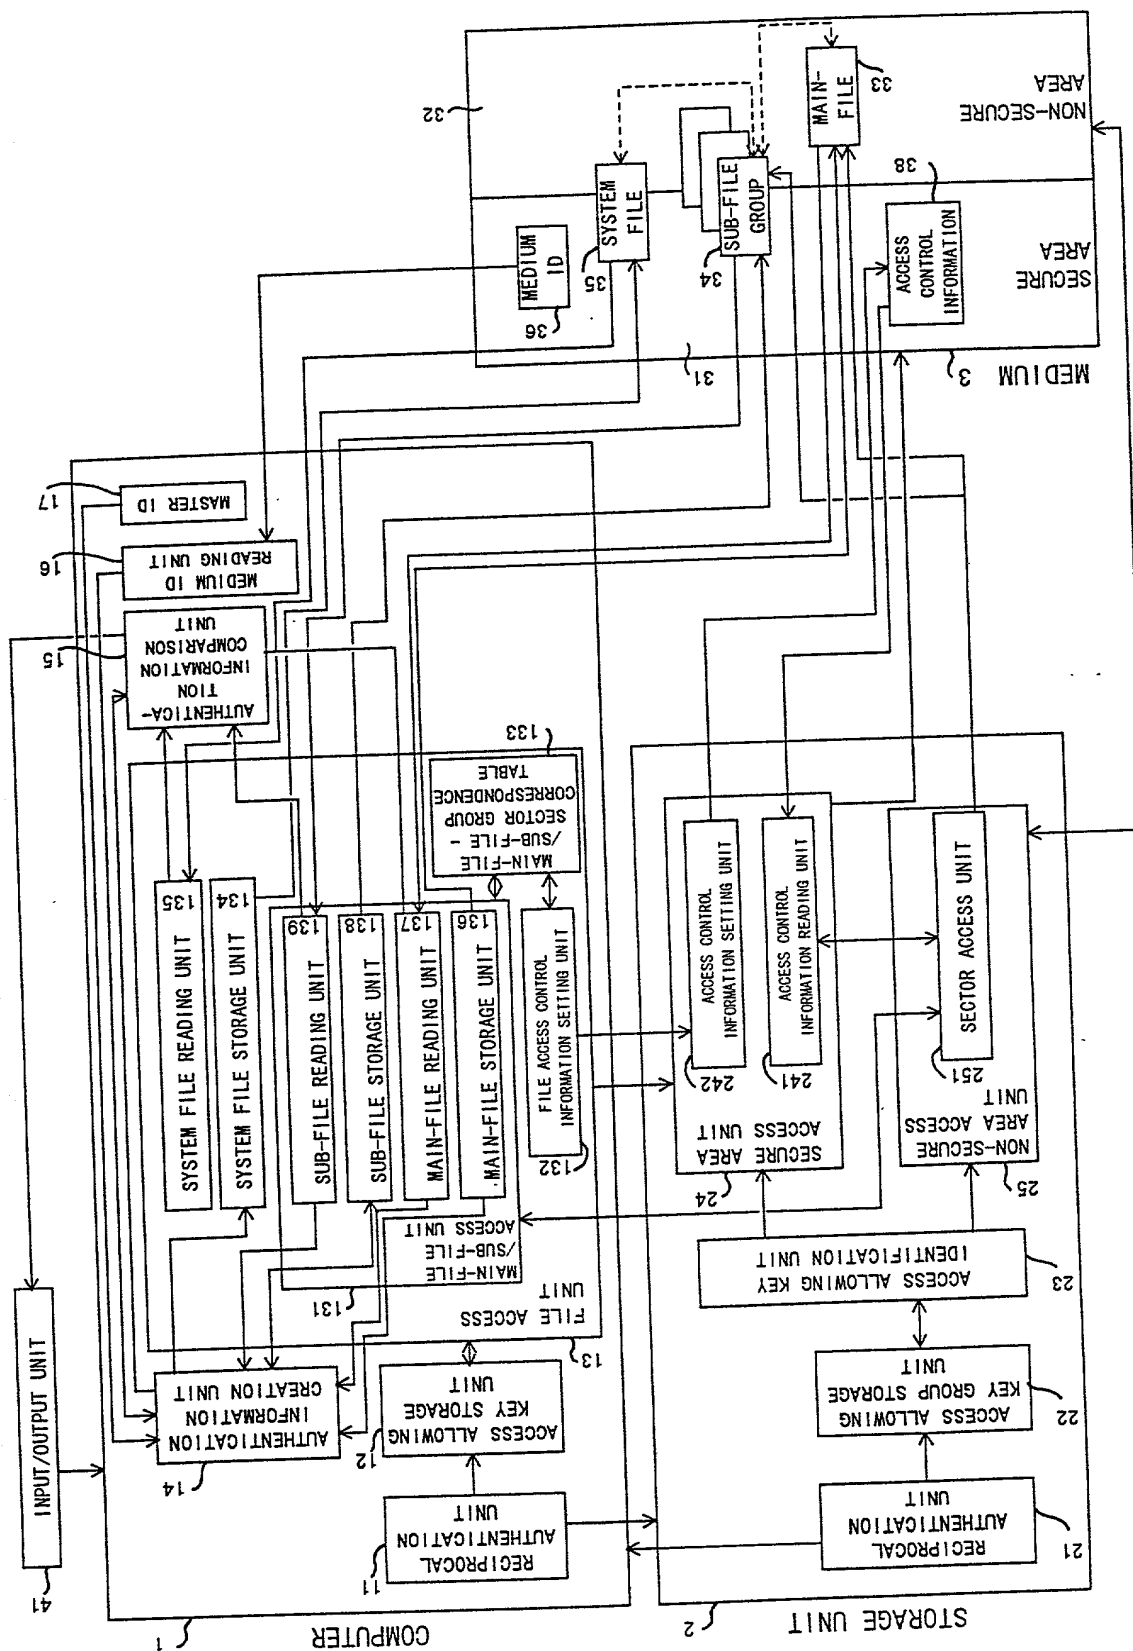 COMPUTER
1
INPUT/OUTPUT UNIT
41
RECIPROCAL
AUTHENTICATION
UNIT
11
ACCESS ALLOWING
KEY STORAGE
UNIT
12
AUTHENTICATION
INFORMATION
CREATION UNIT
14
FILE ACCESS
UNIT
13
MAIN-FILE
/SUB-FILE
ACCESS UNIT
131
SYSTEM FILE READING UNIT
135
SYSTEM FILE STORAGE UNIT
134
SUB-FILE READING UNIT
139
SUB-FILE STORAGE UNIT
138
MAIN-FILE READING UNIT
137
MAIN-FILE STORAGE UNIT
136
FILE ACCESS CONTROL
INFORMATION SETTING UNIT
132
MAIN-FILE
/SUB-FILE -
SECTOR GROUP
CORRESPONDENCE
TABLE
133
AUTHENTICA-
TION
INFORMATION
COMPARISON
UNIT
15
MEDIUM ID
READING UNIT
16
MASTER ID
17
STORAGE UNIT
2
RECIPROCAL
AUTHENTICATION
UNIT
21
ACCESS ALLOWING
KEY GROUP STORAGE
UNIT
22
ACCESS ALLOWING KEY
IDENTIFICATION UNIT
23
SECURE AREA
ACCESS UNIT
24
ACCESS CONTROL
INFORMATION SETTING UNIT
242
ACCESS CONTROL
INFORMATION READING UNIT
241
NON-SECURE
AREA ACCESS
UNIT
25
SECTOR ACCESS UNIT
251
MEDIUM
3
31
SECURE
AREA
MEDIUM ID
36
SYSTEM
FILE
35
SUB-FILE
GROUP
34
ACCESS
CONTROL
INFORMATION
38
32
MAIN-
FILE
33
NON-SECURE
AREA